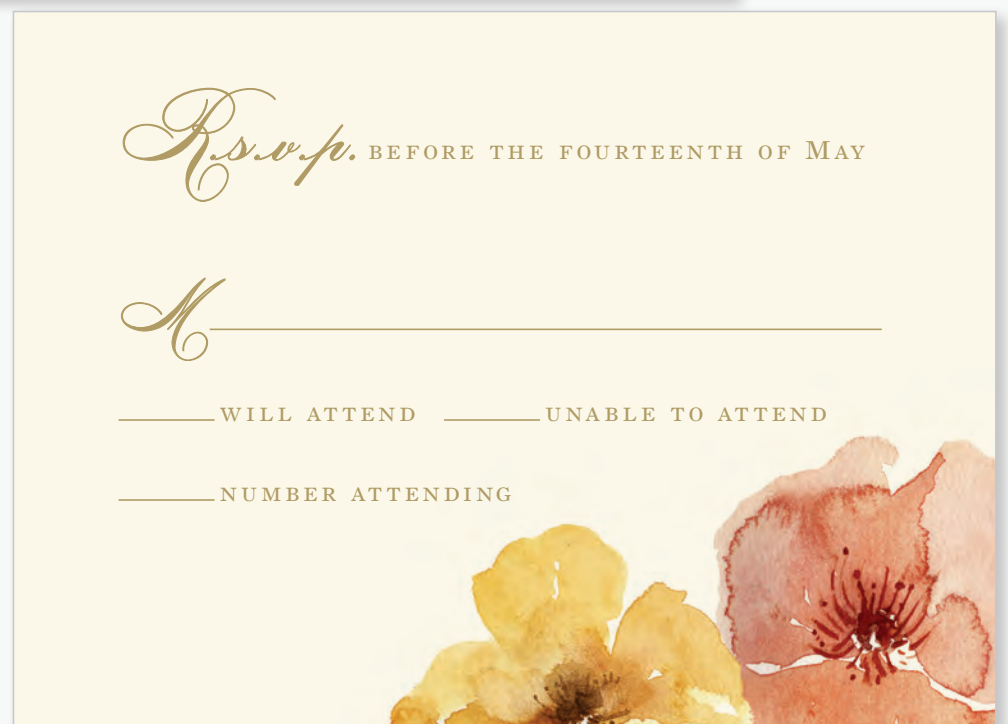 R.s.v.p. before the fourteenth of May
M
will attend unable to attend
number attending